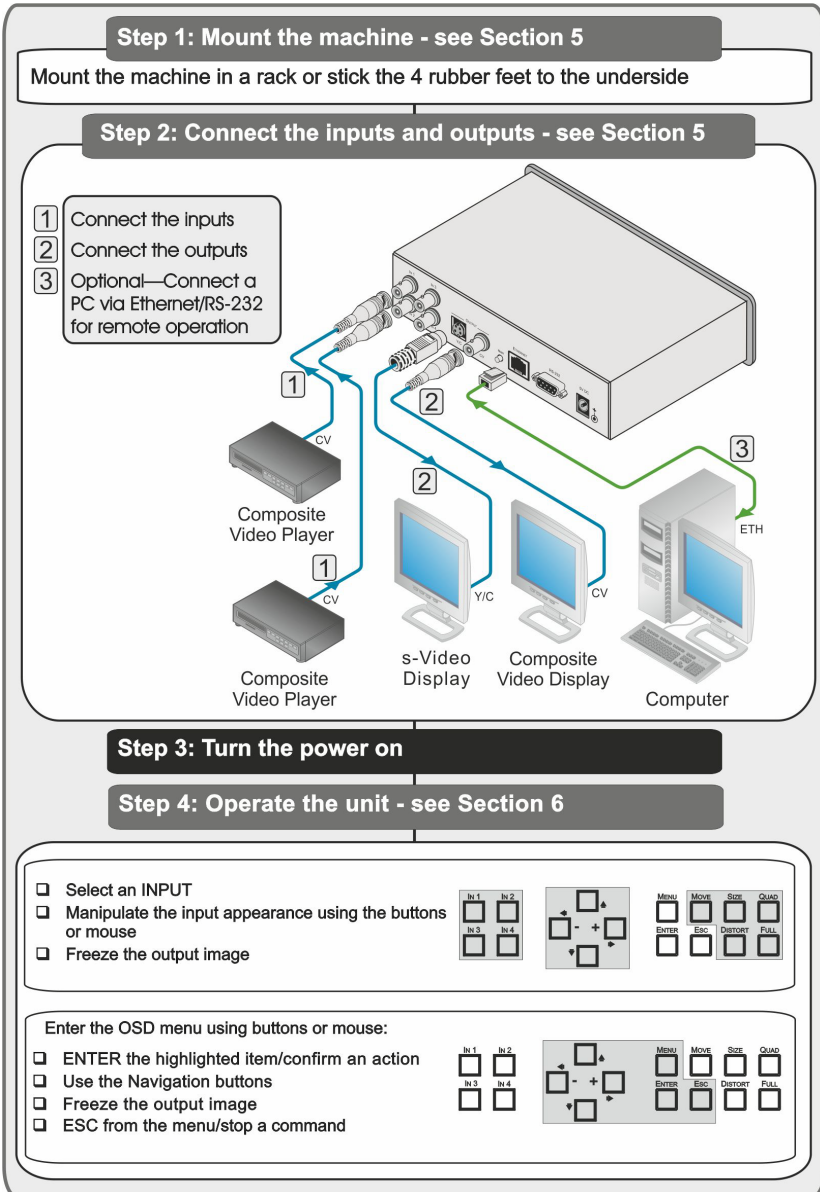 Step 1: Mount the machine - see Section 5
Mount the machine in a rack or stick the 4 rubber feet to the underside
Step 2: Connect the inputs and outputs - see Section 5
1 Connect the inputs
2 Connect the outputs
3 Optional—Connect a
PC via Ethernet/RS-232
for remote operation
1
CV
Composite
Video Player
1
CV
Composite
Video Player
2
2
3
ETH
Y/C
s-Video
Display
CV
Composite
Video Display
Computer
Step 3: Turn the power on
Step 4: Operate the unit - see Section 6
❑ Select an INPUT
❑ Manipulate the input appearance using the buttons
or mouse
❑ Freeze the output image
IN 1 IN 2
IN 3 IN 4
- +
MENU MOVE SIZE QUAD
ENTER ESC DISTORT FULL
Enter the OSD menu using buttons or mouse:
❑ ENTER the highlighted item/confirm an action
❑ Use the Navigation buttons
❑ Freeze the output image
❑ ESC from the menu/stop a command
IN 1 IN 2
IN 3 IN 4
- +
MENU MOVE SIZE QUAD
ENTER ESC DISTORT FULL